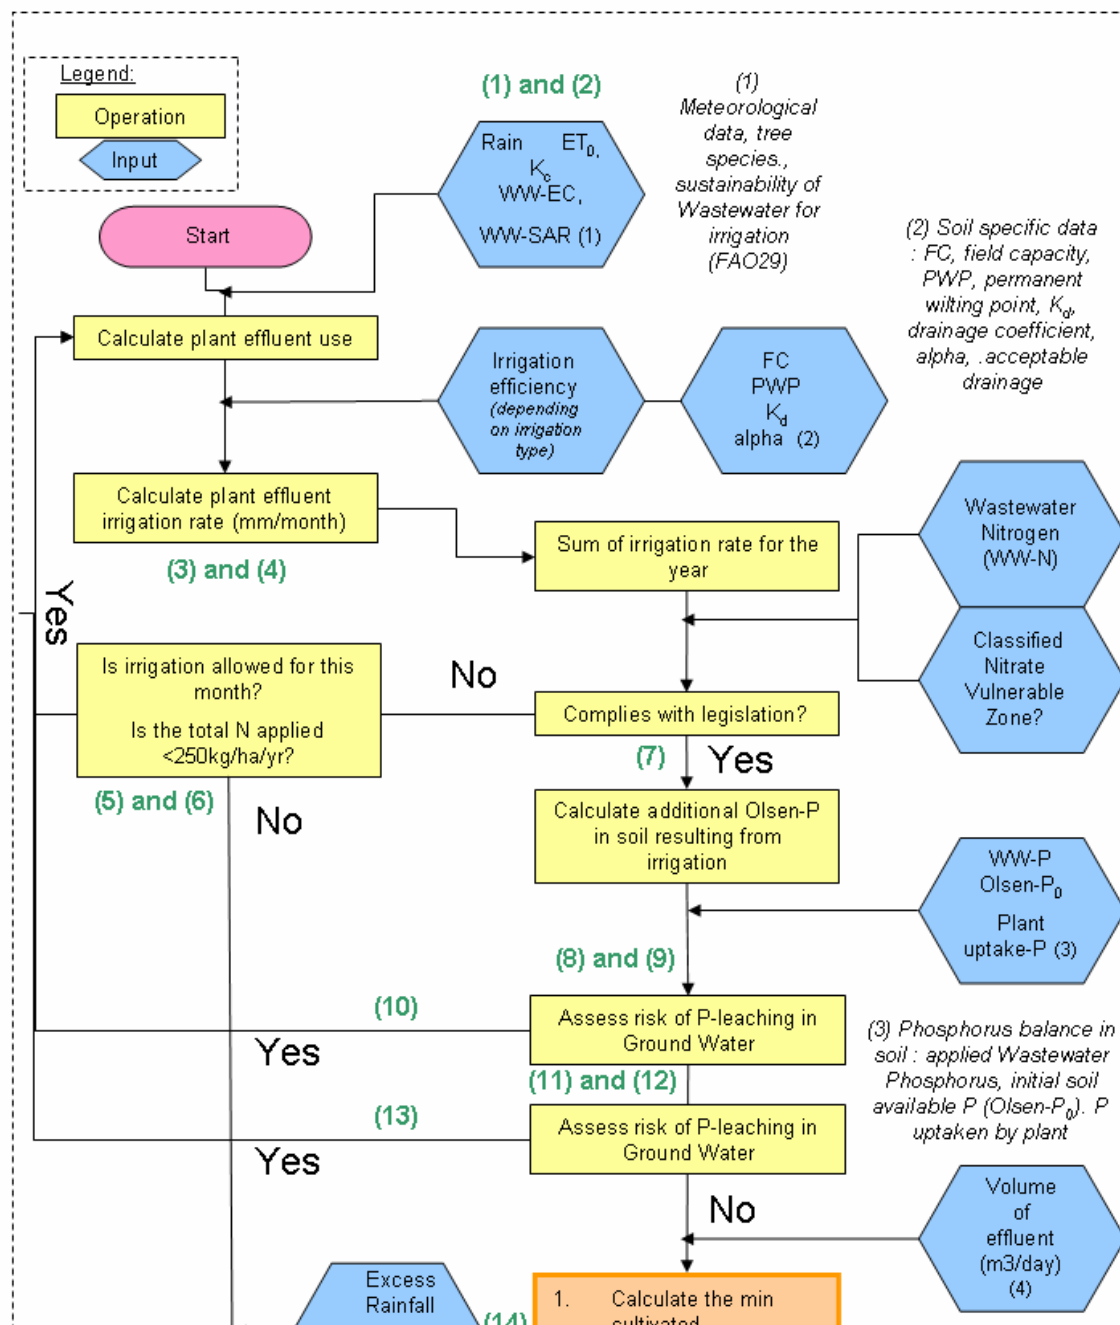 Legend:
Operation
Input
Start
(1) and (2)
Rain ET0,
Kc
WW-EC,
WW-SAR (1)
(1)
Meteorological
data, tree
species.,
sustainability of
Wastewater for
irrigation
(FAO29)
(2) Soil specific data
: FC, field capacity,
PWP, permanent
wilting point, Kd,
drainage coefficient,
alpha, .acceptable
drainage
Calculate plant effluent use
Irrigation
efficiency
(depending
on irrigation
type)
FC
PWP
Kd
alpha (2)
Calculate plant effluent
irrigation rate (mm/month)
(3) and (4)
Sum of irrigation rate for the
year
Wastewater
Nitrogen
(WW-N)
Classified
Nitrate
Vulnerable
Zone?
Yes
Is irrigation allowed for this
month?
Is the total N applied
<250kg/ha/yr?
No
Complies with legislation?
(7)
Yes
(5) and (6)
No
Calculate additional Olsen-P
in soil resulting from
irrigation
WW-P
Olsen-P0
Plant
uptake-P (3)
(8) and (9)
(10)
Yes
Assess risk of P-leaching in
Ground Water
(11) and (12)
(3) Phosphorus balance in
soil : applied Wastewater
Phosphorus, initial soil
available P (Olsen-P0). P
uptaken by plant
(13)
Yes
Assess risk of P-leaching in
Ground Water
No
Volume
of
effluent
(m3/day)
(4)
Excess
Rainfall
(14)
1. Calculate the min
cultivated